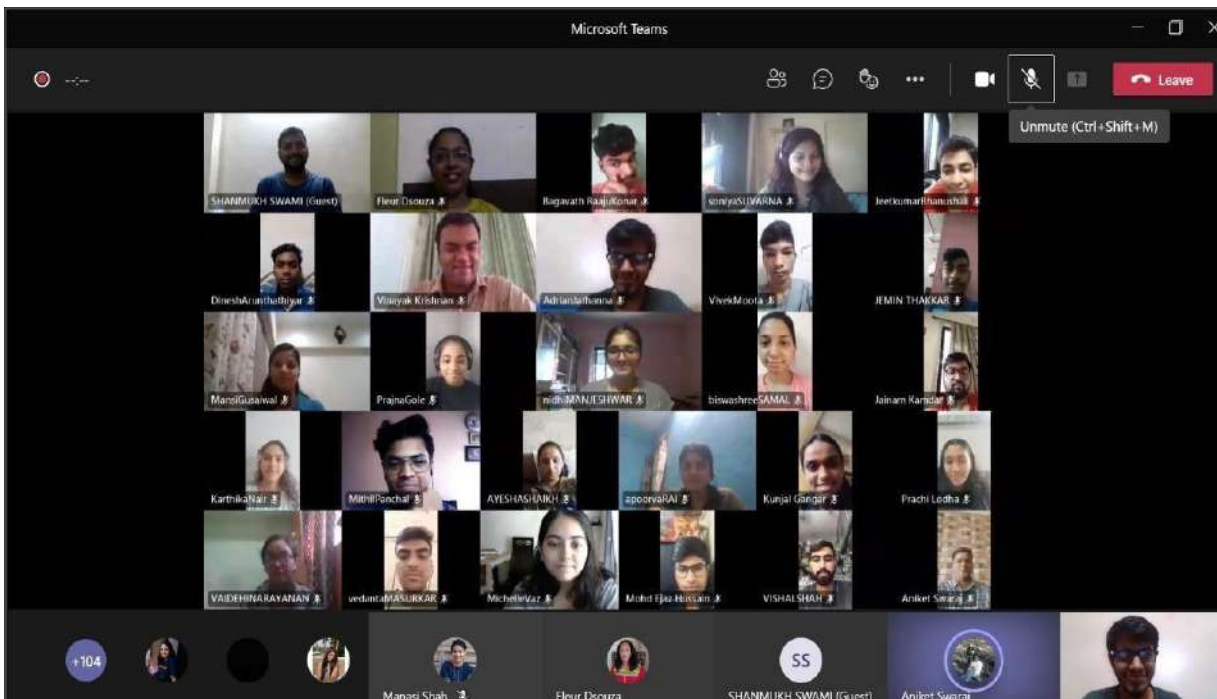 Microsoft Teams
--:--
Leave
Unmute (Ctrl+Shift+M)
SHANMUKH SWAMI (Guest)
Fleur Dsouza
Bagavath RaajuKonar
soniyaSUVARNA
JeetkumarBhanushali
DineshArunthathiyar
Vinayak Krishnan
AdrianJathanna
VivekMoota
JEMIN THAKKAR
MansiGusaiwal
PrajnaGole
nidhiMANJESHWAR
biswashreeSAMAL
Jainam Kamdar
KarthikaNair
MithilPanchal
AYESHASHAIKH
apoorvaRAI
Kunjal Gangar
Prachi Lodha
VAIDEHINARAYANAN
vedantaMASURKAR
MichelleVaz
Mohd Ejaz Hussain
VISHALSHAH
Aniket Swaraj
+104
SS
Manasi Shah
Fleur Dsouza
SHANMUKH SWAMI (Guest)
Aniket Swaraj